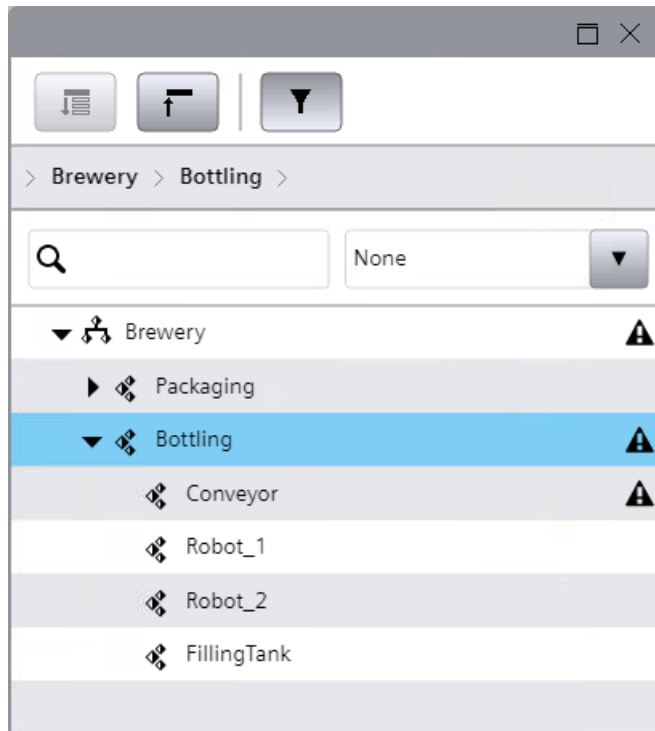 Brewery > Bottling >
None
Brewery
Packaging
Bottling
Conveyor
Robot_1
Robot_2
FillingTank